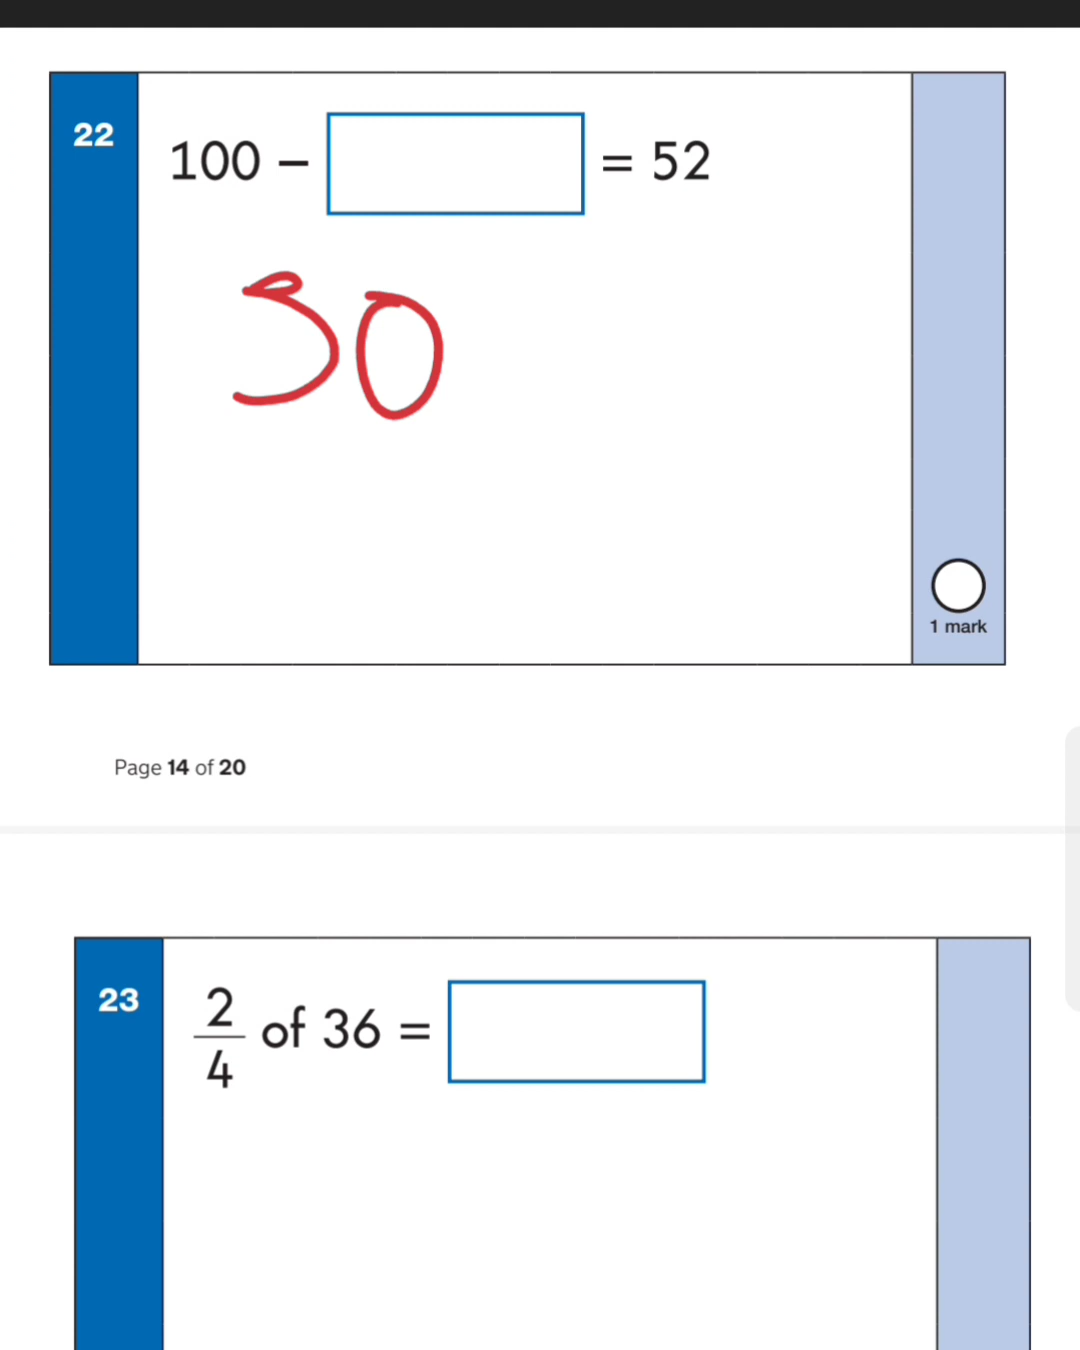 22
100 – = 52
30
1 mark
Page 14 of 20
23
2/4 of 36 =